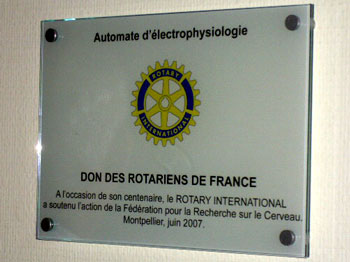 Automate d'électrophysiologie
ROTARY
INTERNATIONAL
DON DES ROTARIENS DE FRANCE
A l'occasion de son centenaire, le ROTARY INTERNATIONAL
a soutenu l'action de la Fédération pour la Recherche sur le Cerveau.
Montpellier, juin 2007.